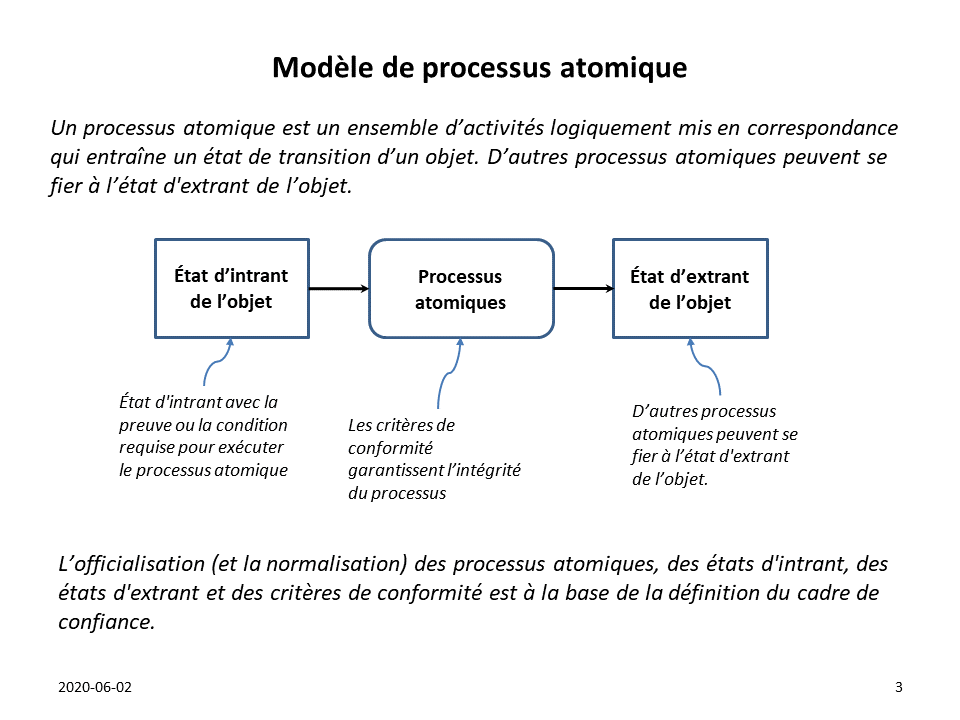 Modèle de processus atomique
Un processus atomique est un ensemble d’activités logiquement mis en correspondance
qui entraîne un état de transition d’un objet. D’autres processus atomiques peuvent se
fier à l’état d'extrant de l’objet.
État d’intrant
de l’objet
Processus
atomiques
État d’extrant
de l’objet
État d'intrant avec la
preuve ou la condition
requise pour exécuter
le processus atomique
Les critères de
conformité
garantissent l’intégrité
du processus
D’autres processus
atomiques peuvent se
fier à l’état d'extrant
de l’objet.
L’officialisation (et la normalisation) des processus atomiques, des états d'intrant, des
états d'extrant et des critères de conformité est à la base de la définition du cadre de
confiance.
2020-06-02
3